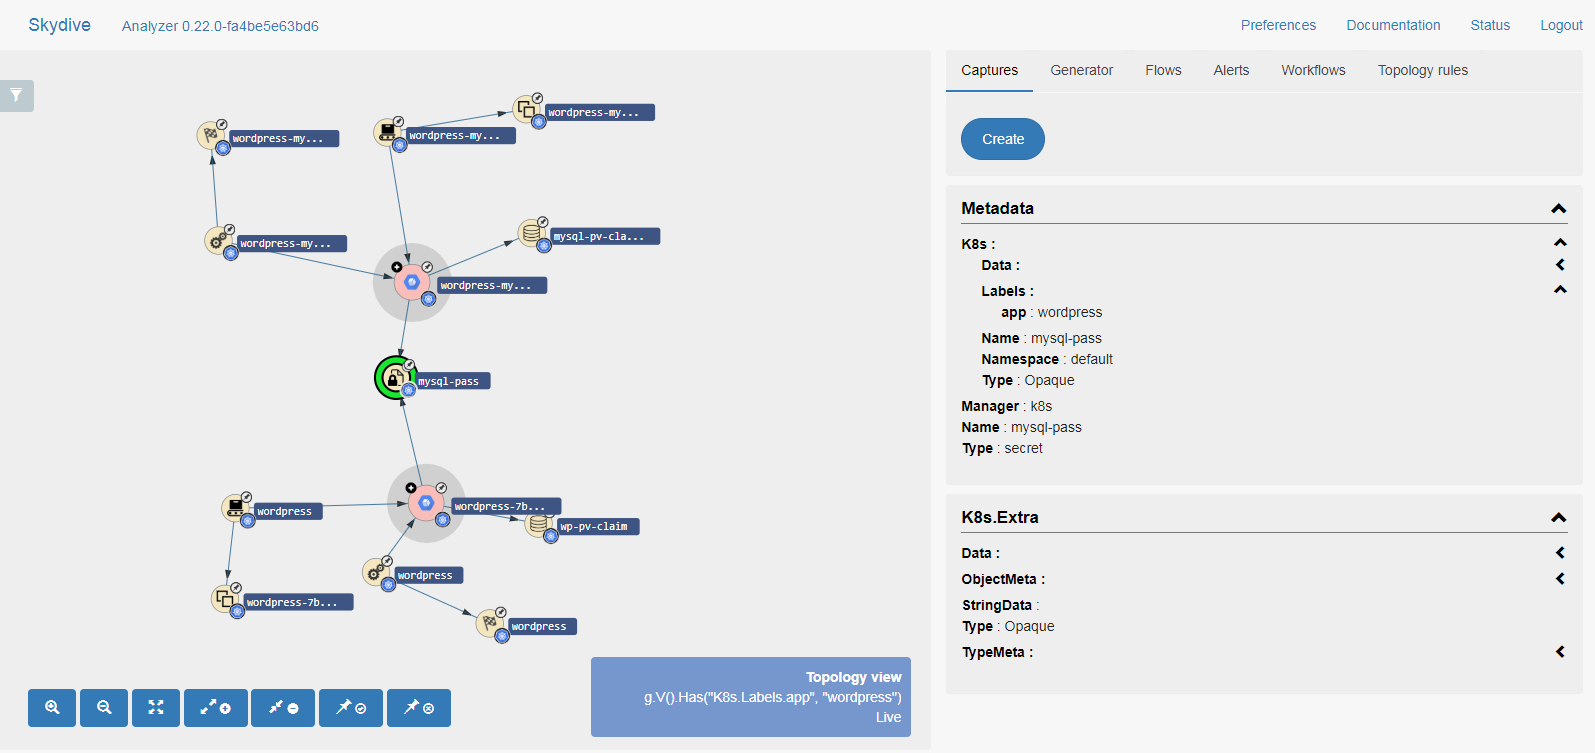 Skydive
Analyzer 0.22.0-fa4be5e63bd6
Preferences
Documentation
Status
Logout
wordpress-my...
wordpress-my...
wordpress-my...
wordpress-my...
mysql-pv-cla...
wordpress-my...
mysql-pass
wordpress
wordpress-7b...
wp-pv-claim
wordpress
wordpress-7b...
wordpress
Topology view
g.V().Has("K8s.Labels.app", "wordpress")
Live
Captures
Generator
Flows
Alerts
Workflows
Topology rules
Create
Metadata
K8s :
Data :
Labels :
app : wordpress
Name : mysql-pass
Namespace : default
Type : Opaque
Manager : k8s
Name : mysql-pass
Type : secret
K8s.Extra
Data :
ObjectMeta :
StringData :
Type : Opaque
TypeMeta :